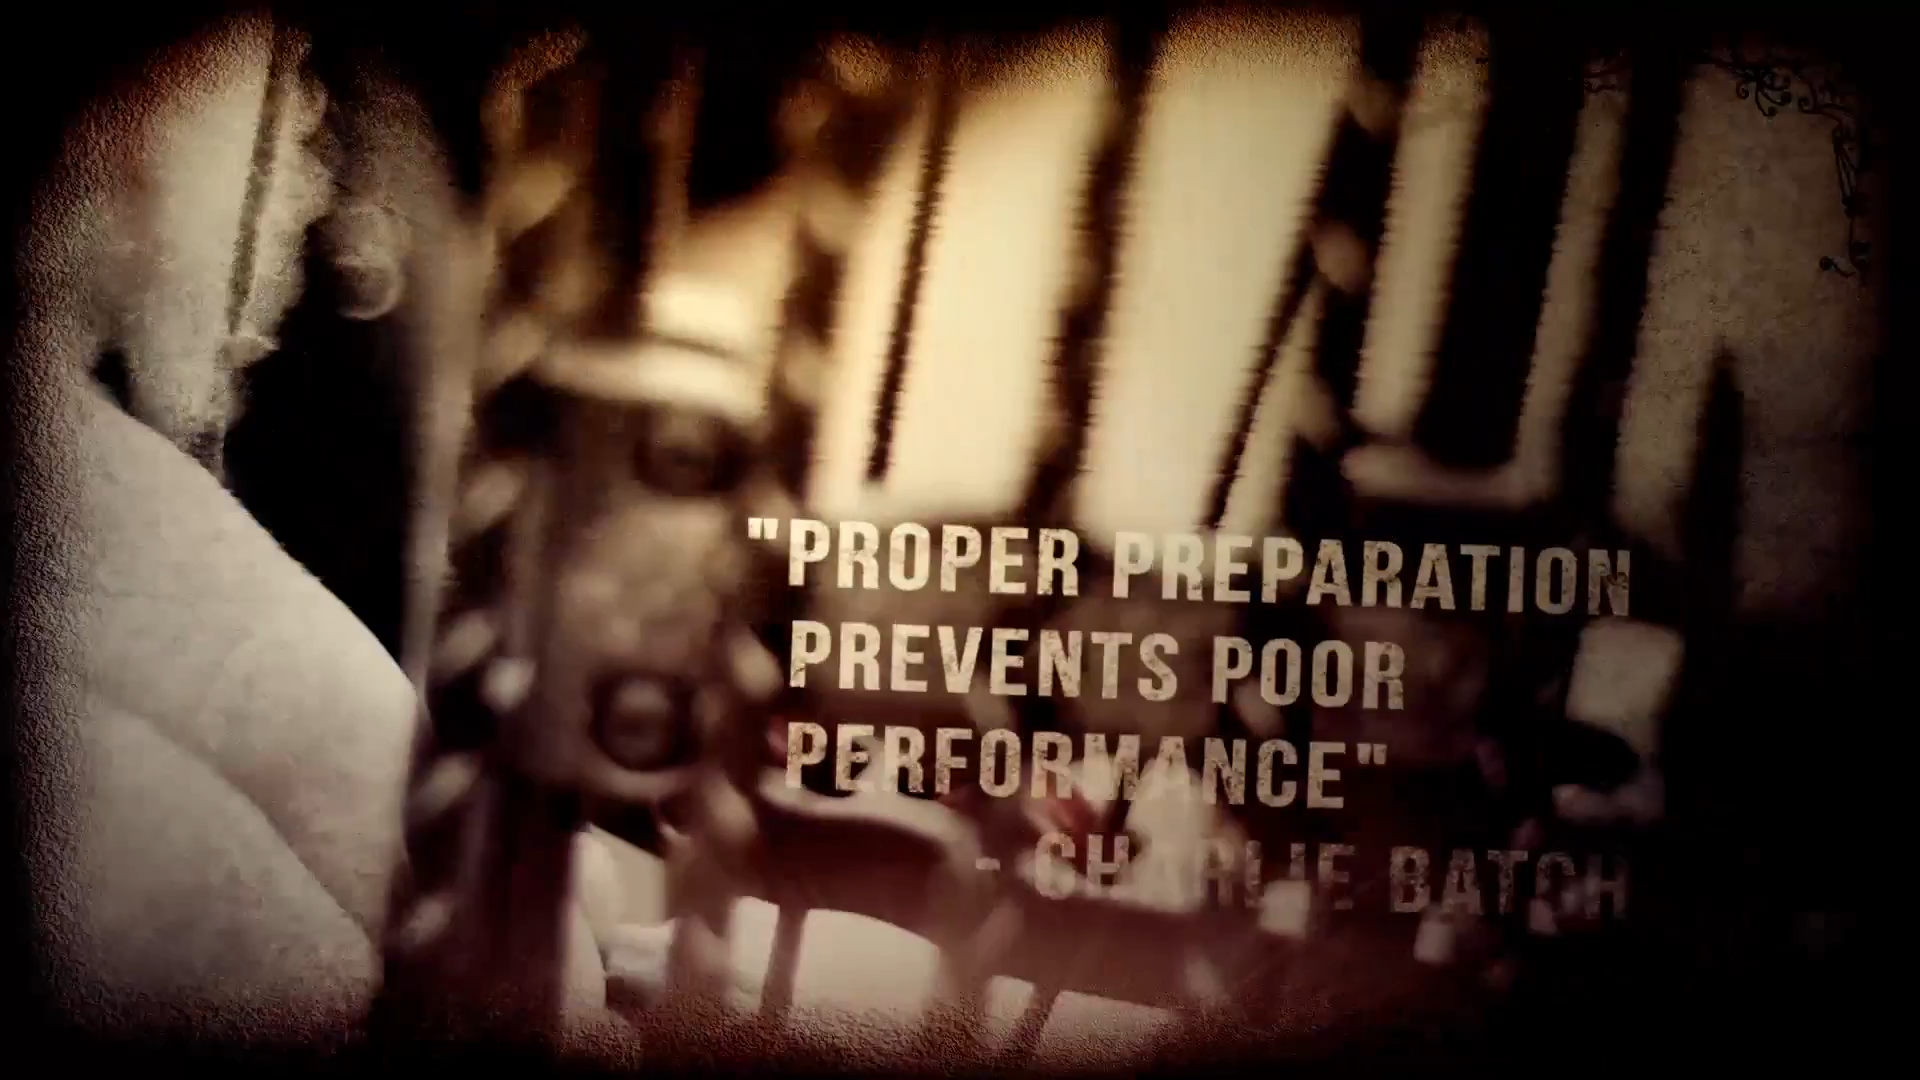 "PROPER PREPARATION
PREVENTS POOR
PERFORMANCE"
- CHARLIE BATCH